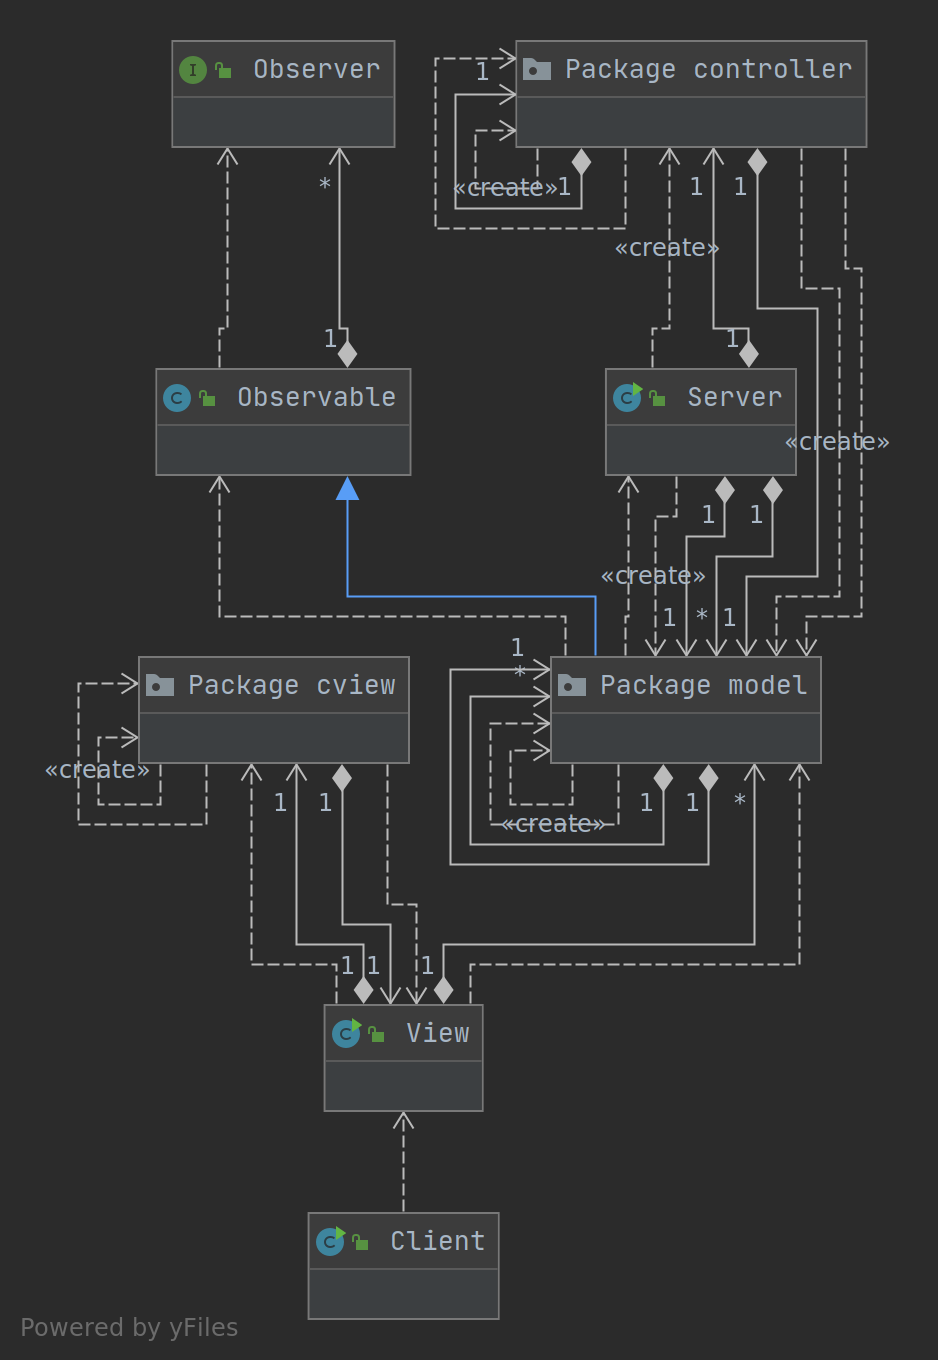 Observer
Package controller
1
*
«create»
1
1
1
«create»
1
1
Observable
Server
«create»
1
1
«create»
1
*
1
1
*
Package cview
Package model
«create»
1
1
1
1
*
«create»
1
1
1
View
Client
Powered by yFiles